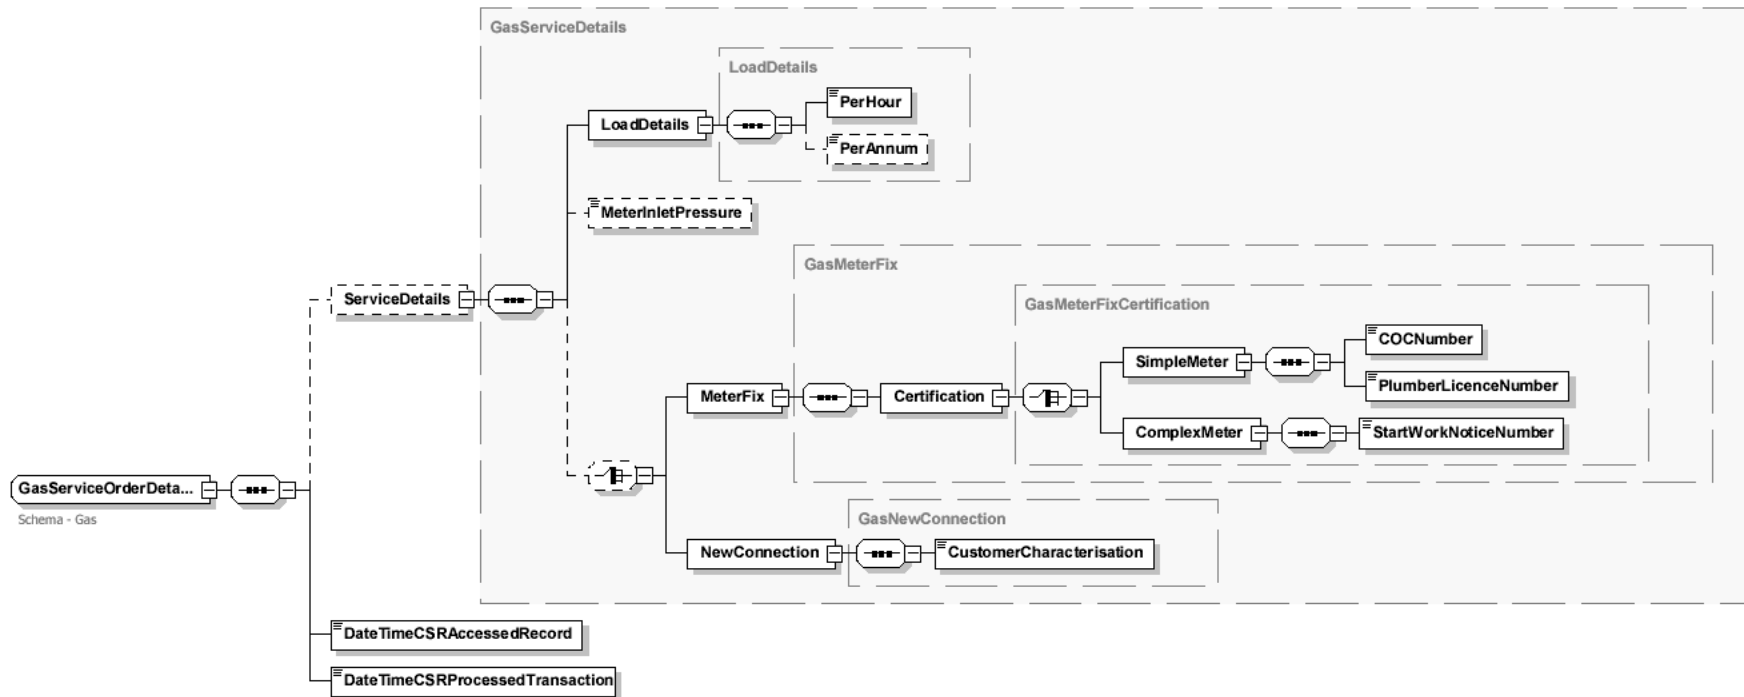 GasServiceDetails
LoadDetails
PerHour
LoadDetails
PerAnnum
MeterInletPressure
GasMeterFix
ServiceDetails
GasMeterFixCertification
COCNumber
SimpleMeter
PlumberLicenceNumber
MeterFix
Certification
ComplexMeter
StartWorkNoticeNumber
GasServiceOrderDeta...
Schema - Gas
GasNewConnection
NewConnection
CustomerCharacterisation
DateTimeCSRAccessedRecord
DateTimeCSRProcessedTransaction